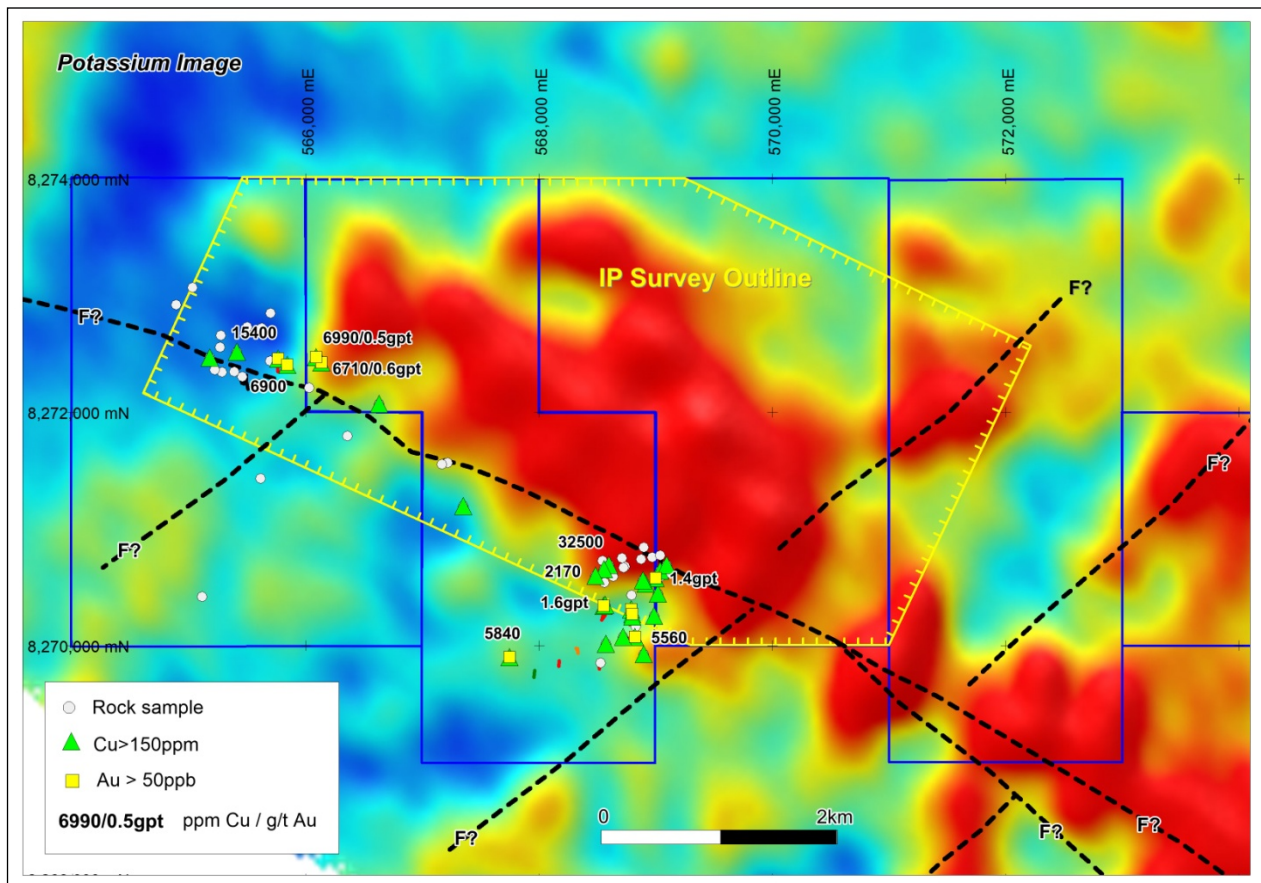 Potassium Image
566,000 mE
568,000 mE
570,000 mE
572,000 mE
8,274,000 mN
IP Survey Outline
F?
F?
15400
6990/0.5gpt
6710/0.6gpt
6900
8,272,000 mN
F?
F?
32500
2170
1.4gpt
1.6gpt
5840
5560
8,270,000 mN
Rock sample
Cu>150ppm
Au > 50ppb
6990/0.5gpt ppm Cu / g/t Au
0 2km
F?
F?
F?